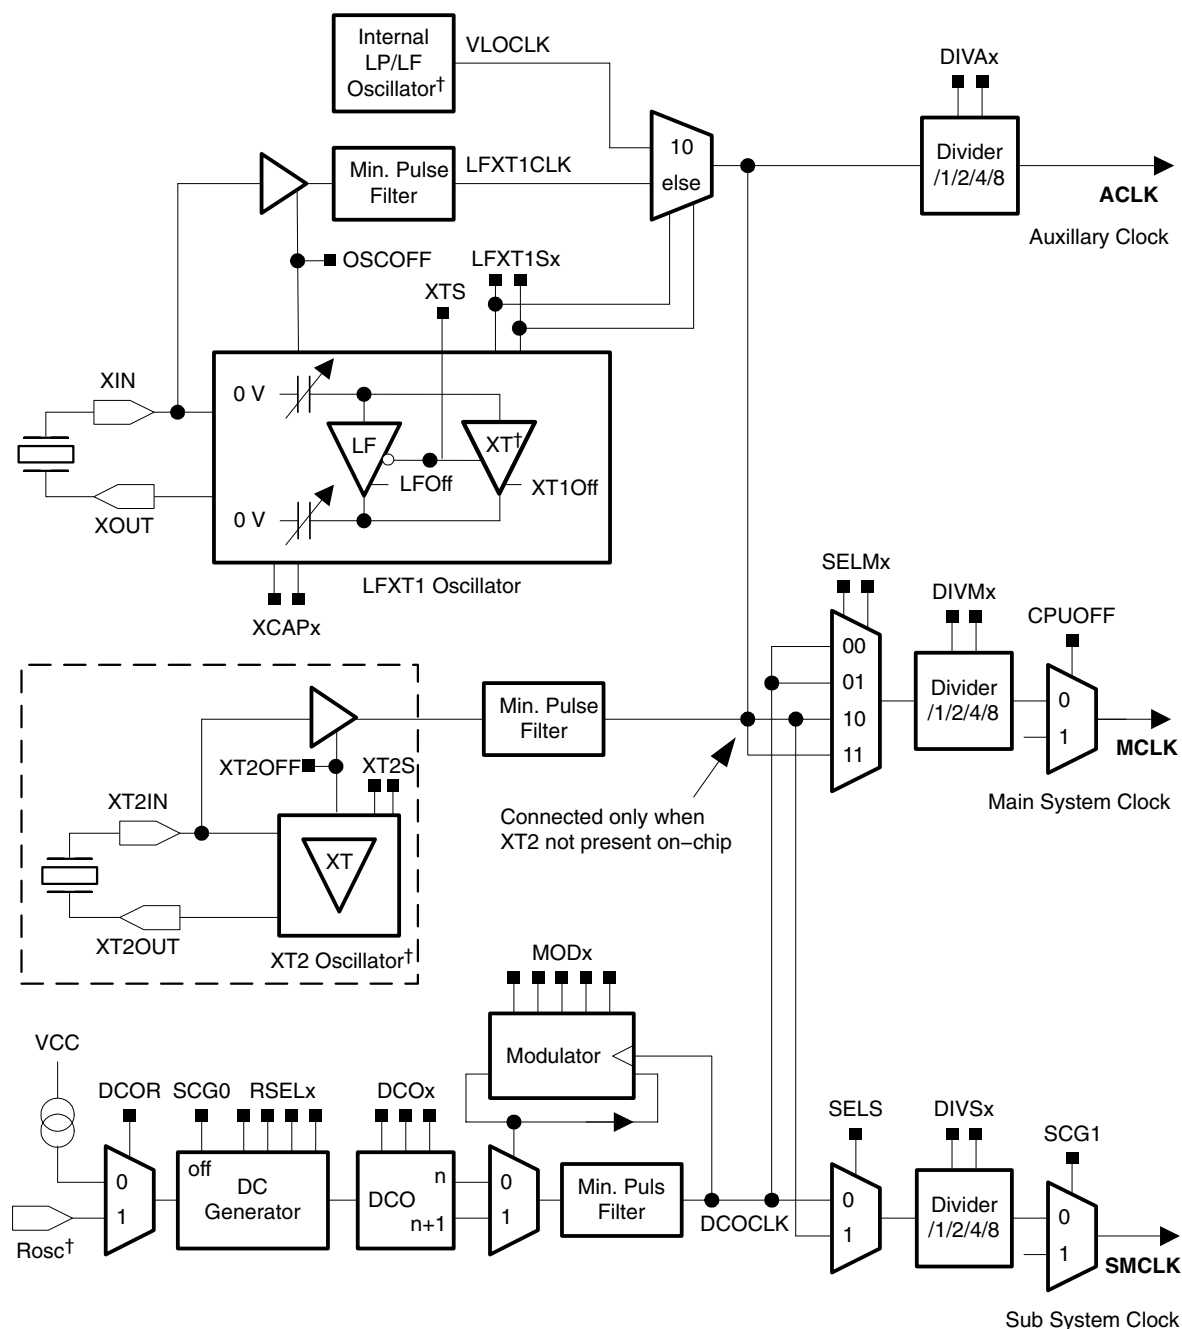 Internal
LP/LF
Oscillator†
VLOCLK
DIVAx
10
else
Divider
/1/2/4/8
ACLK
Auxillary Clock
Min. Pulse
Filter
LFXT1CLK
OSCOFF
LFXT1Sx
XTS
XIN
0 V
LF
XT†
LFOff
XT1Off
0 V
XOUT
LFXT1 Oscillator
XCAPx
SELMx
00
01
10
11
DIVMx
Divider
/1/2/4/8
CPUOFF
0
1
MCLK
Main System Clock
Min. Pulse
Filter
XT2OFF
XT2S
XT2IN
XT
XT2OUT
XT2 Oscillator†
Connected only when
XT2 not present on−chip
MODx
Modulator
VCC
DCOR
SCG0
RSELx
DCOx
0
1
Rosc†
off
DC
Generator
DCO
n
n+1
0
1
Min. Puls
Filter
DCOCLK
SELS
0
1
DIVSx
Divider
/1/2/4/8
SCG1
0
1
SMCLK
Sub System Clock